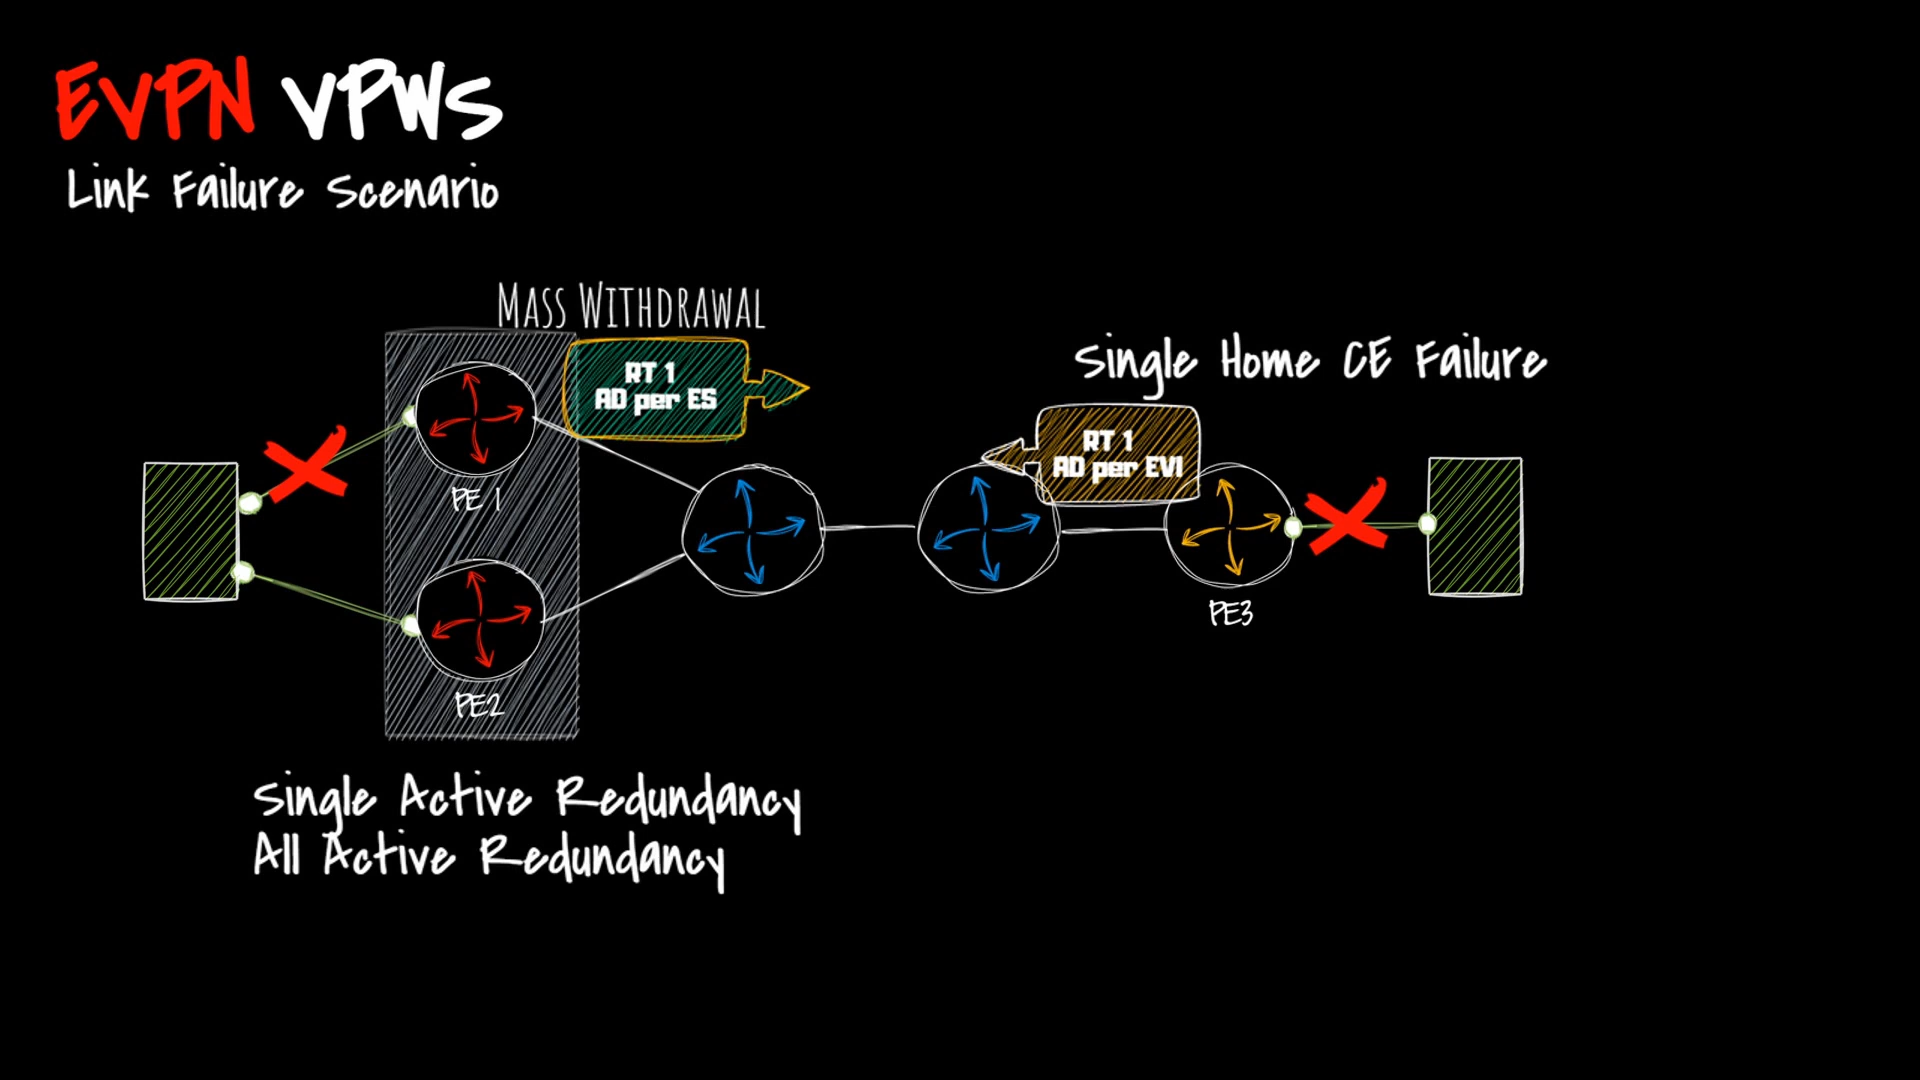 EVPN VPWS
Link Failure Scenario
Mass Withdrawal
RT 1
AD per ES
Single Home CE Failure
RT 1
AD per EVI
PE 1
PE2
PE3
Single Active Redundancy
All Active Redundancy